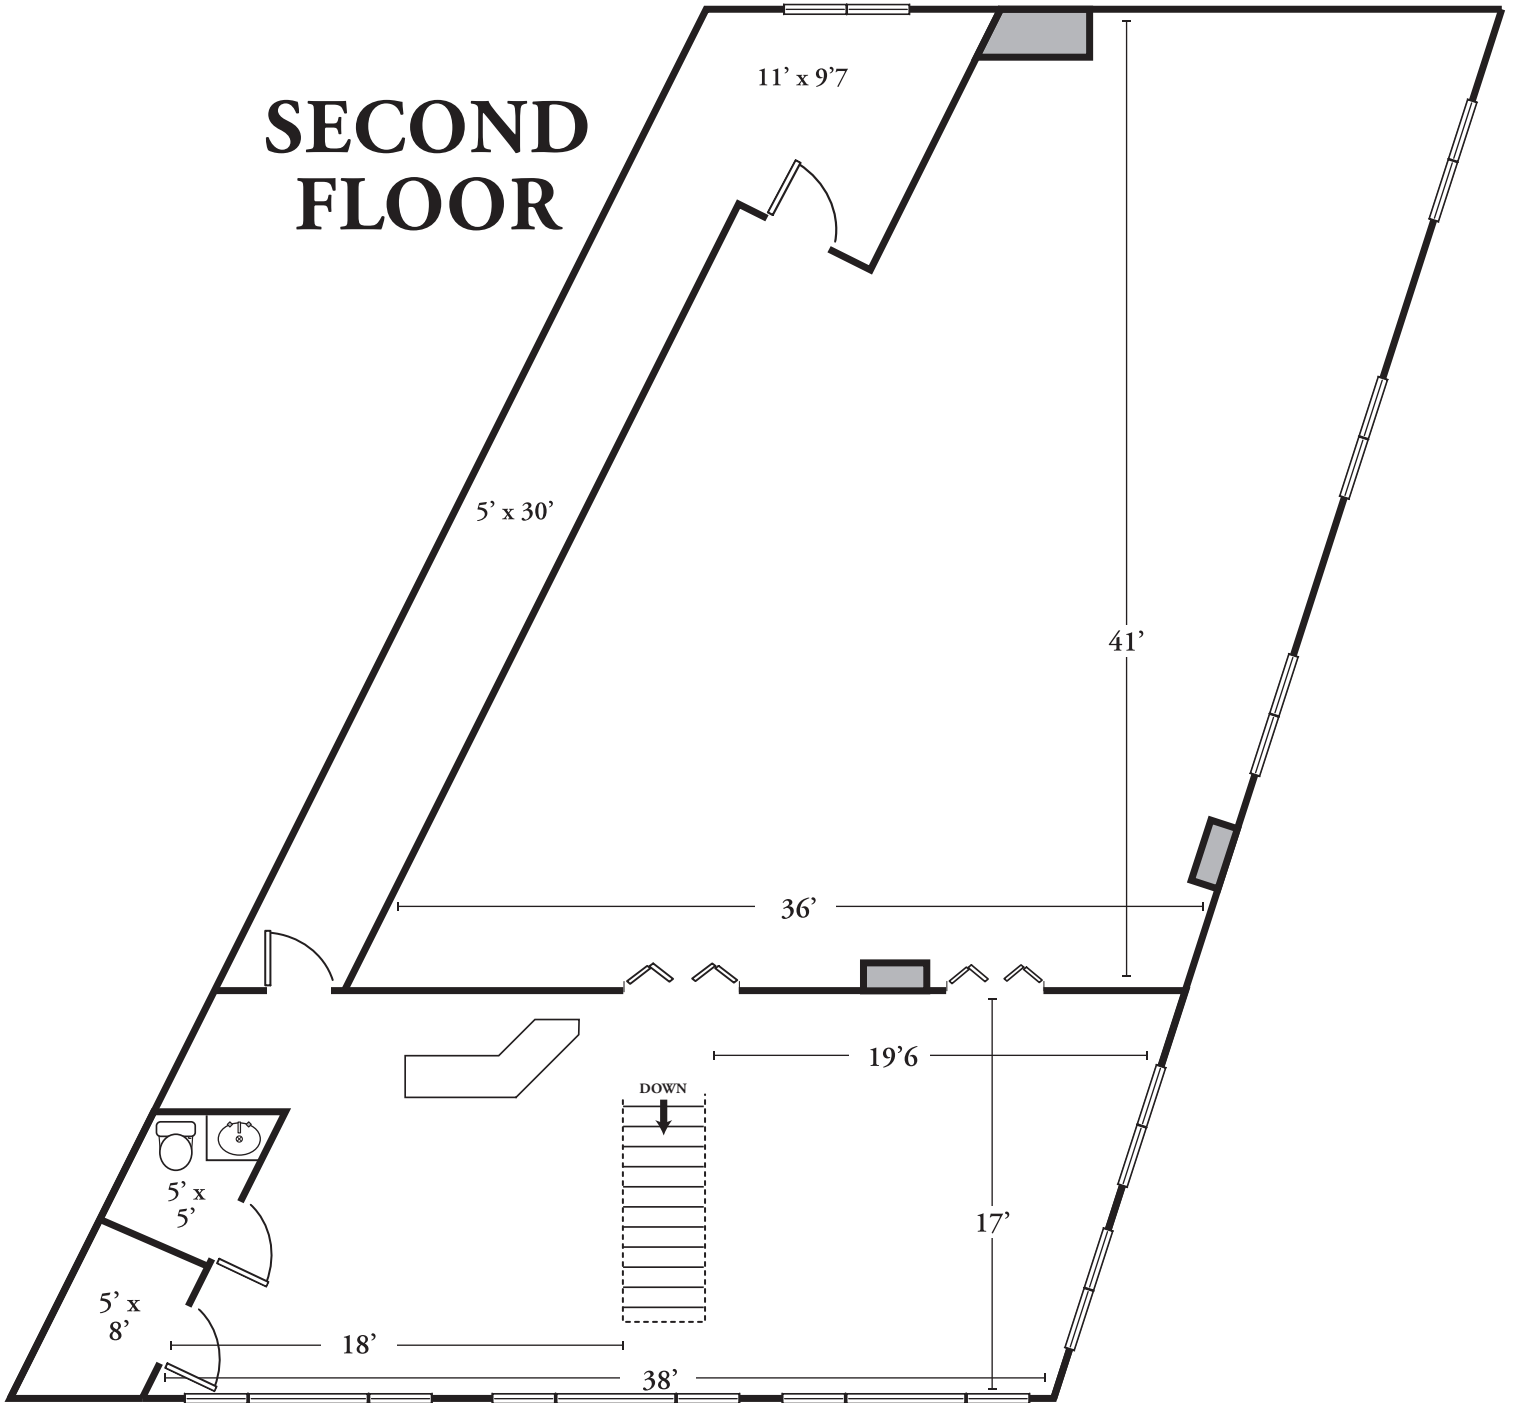 11’ x 9’7
SECOND
FLOOR
5’ x 30’
41’
36’
19’6
DOWN
5’ x
5’
17’
5’ x
8’
18’
38’